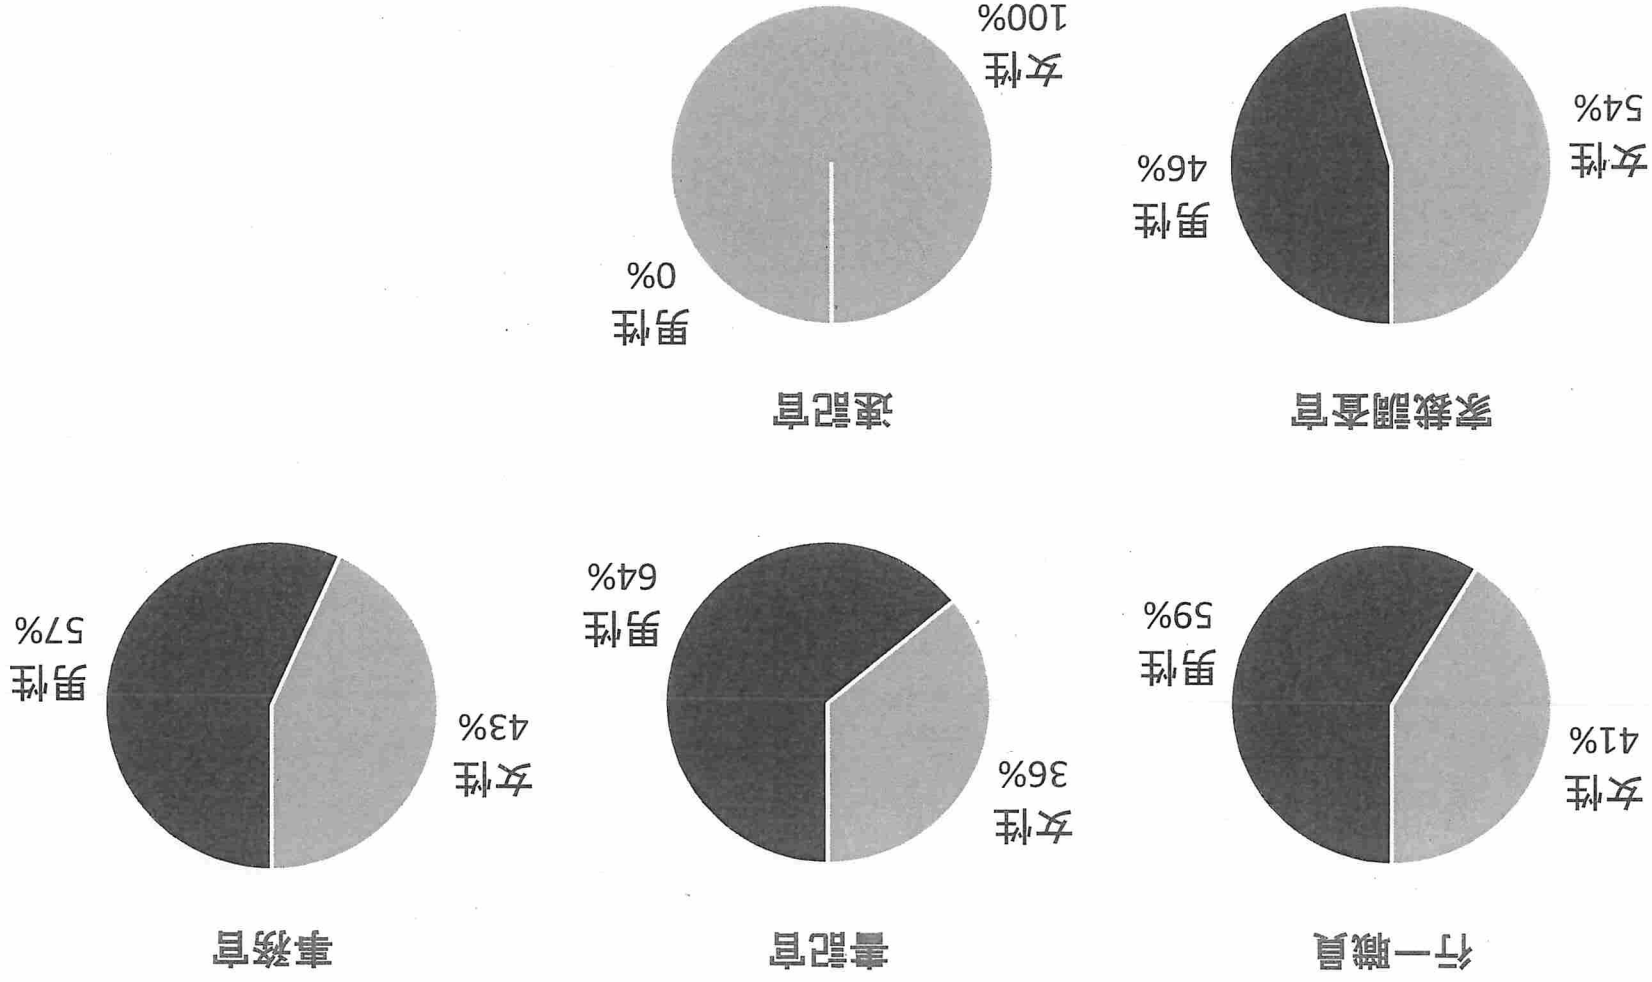 行一職員
男性
59%
女性
41%
書記官
男性
64%
女性
36%
事務官
男性
57%
女性
43%
家裁調査官
男性
46%
女性
54%
速記官
男性
0%
女性
100%